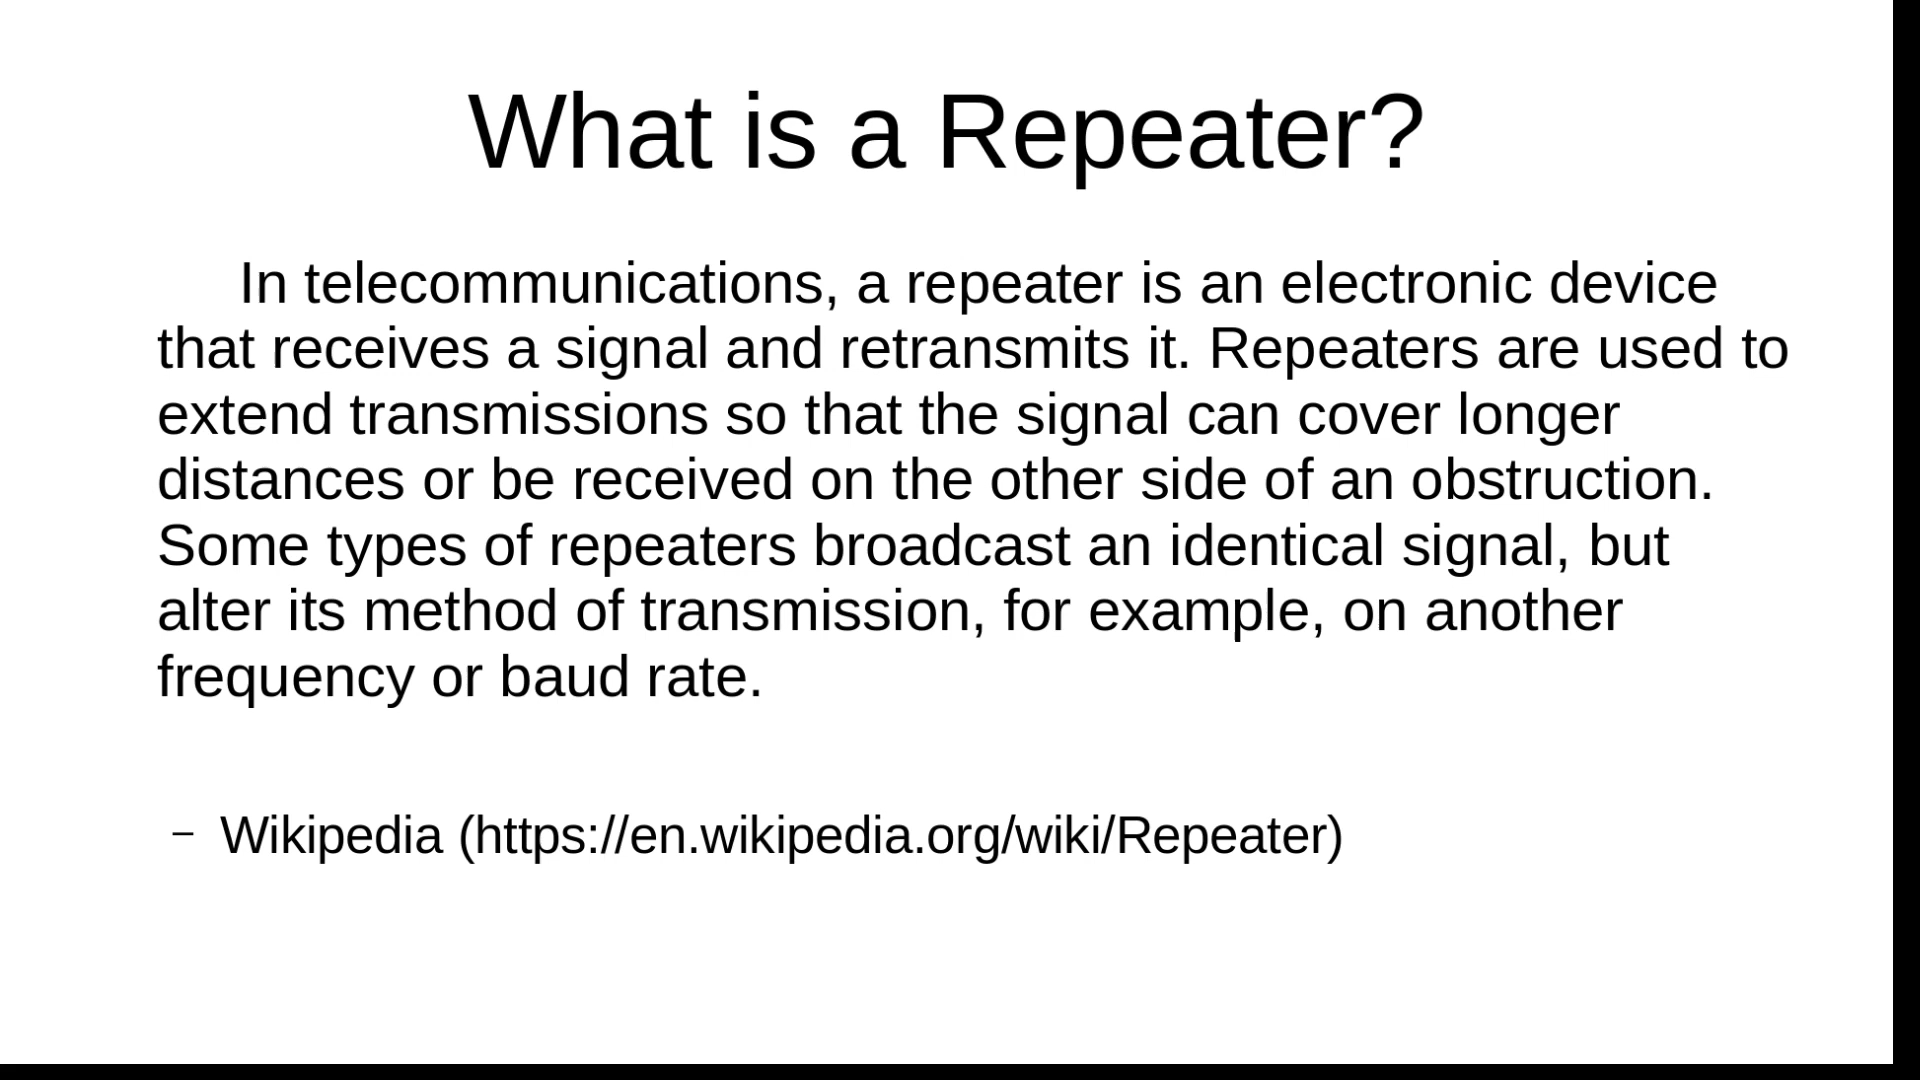 What is a Repeater?
In telecommunications, a repeater is an electronic device
that receives a signal and retransmits it. Repeaters are used to
extend transmissions so that the signal can cover longer
distances or be received on the other side of an obstruction.
Some types of repeaters broadcast an identical signal, but
alter its method of transmission, for example, on another
frequency or baud rate.
– Wikipedia (https://en.wikipedia.org/wiki/Repeater)